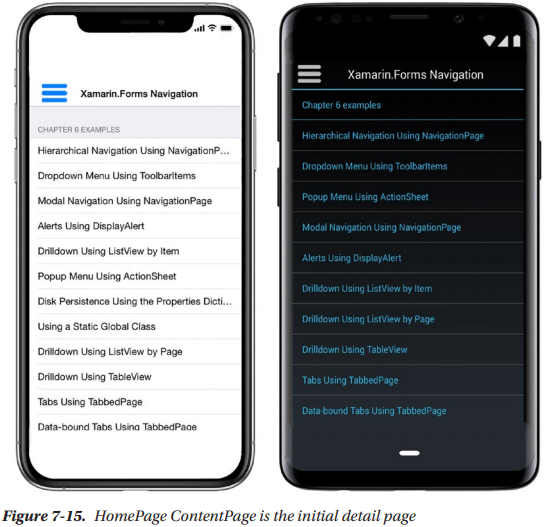 Xamarin.Forms Navigation
CHAPTER 6 EXAMPLES
Hierarchical Navigation Using NavigationP...
Dropdown Menu Using ToolbarItems
Modal Navigation Using NavigationPage
Alerts Using DisplayAlert
Drilldown Using ListView by Item
Popup Menu Using ActionSheet
Disk Persistence Using the Properties Dicti...
Using a Static Global Class
Drilldown Using ListView by Page
Drilldown Using TableView
Tabs Using TabbedPage
Data-bound Tabs Using TabbedPage
Xamarin.Forms Navigation
Chapter 6 examples
Hierarchical Navigation Using NavigationPage
Dropdown Menu Using ToolbarItems
Popup Menu Using ActionSheet
Modal Navigation Using NavigationPage
Alerts Using DisplayAlert
Drilldown Using ListView by Item
Drilldown Using ListView by Page
Drilldown Using TableView
Tabs Using TabbedPage
Data-bound Tabs Using TabbedPage
Figure 7-15. HomePage ContentPage is the initial detail page